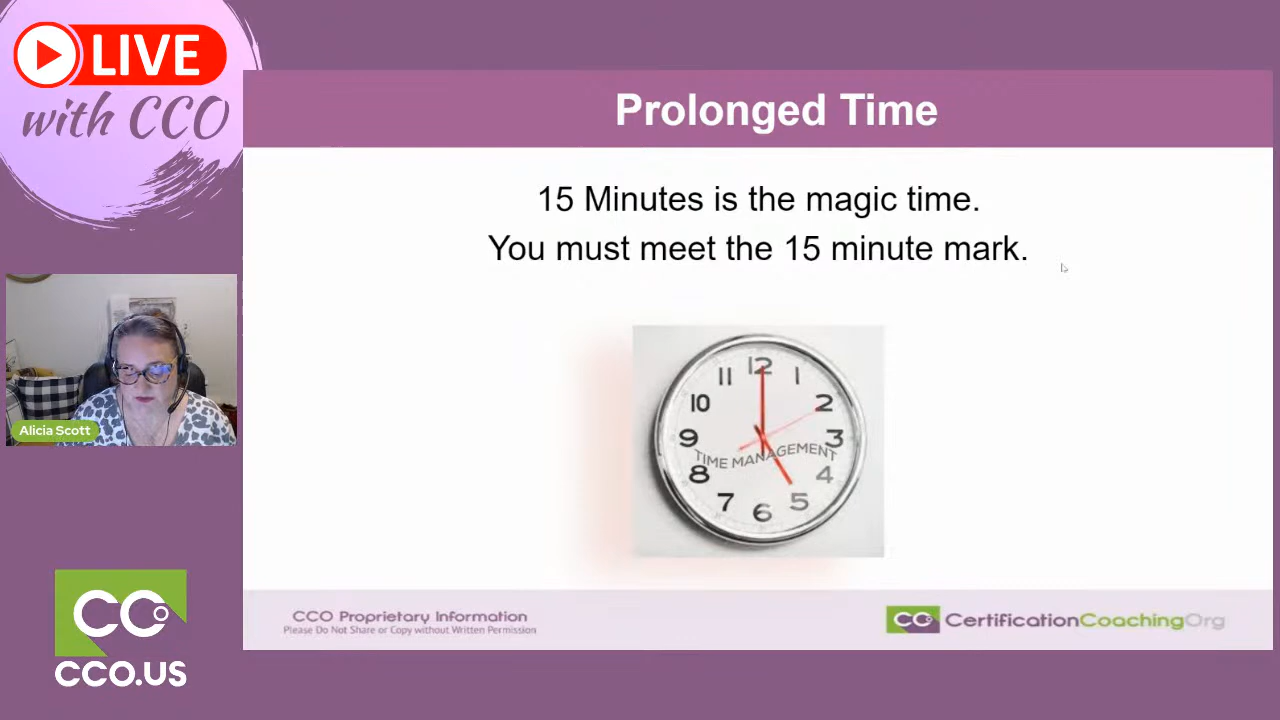 LIVE
with CCO
Prolonged Time
15 Minutes is the magic time.
You must meet the 15 minute mark.
Alicia Scott
12
1
2
3
4
5
6
7
8
9
10
11
TIME MANAGEMENT
CCO
CCO.US
CCO Proprietary Information
Please Do Not Share or Copy without Written Permission
CCO CertificationCoachingOrg